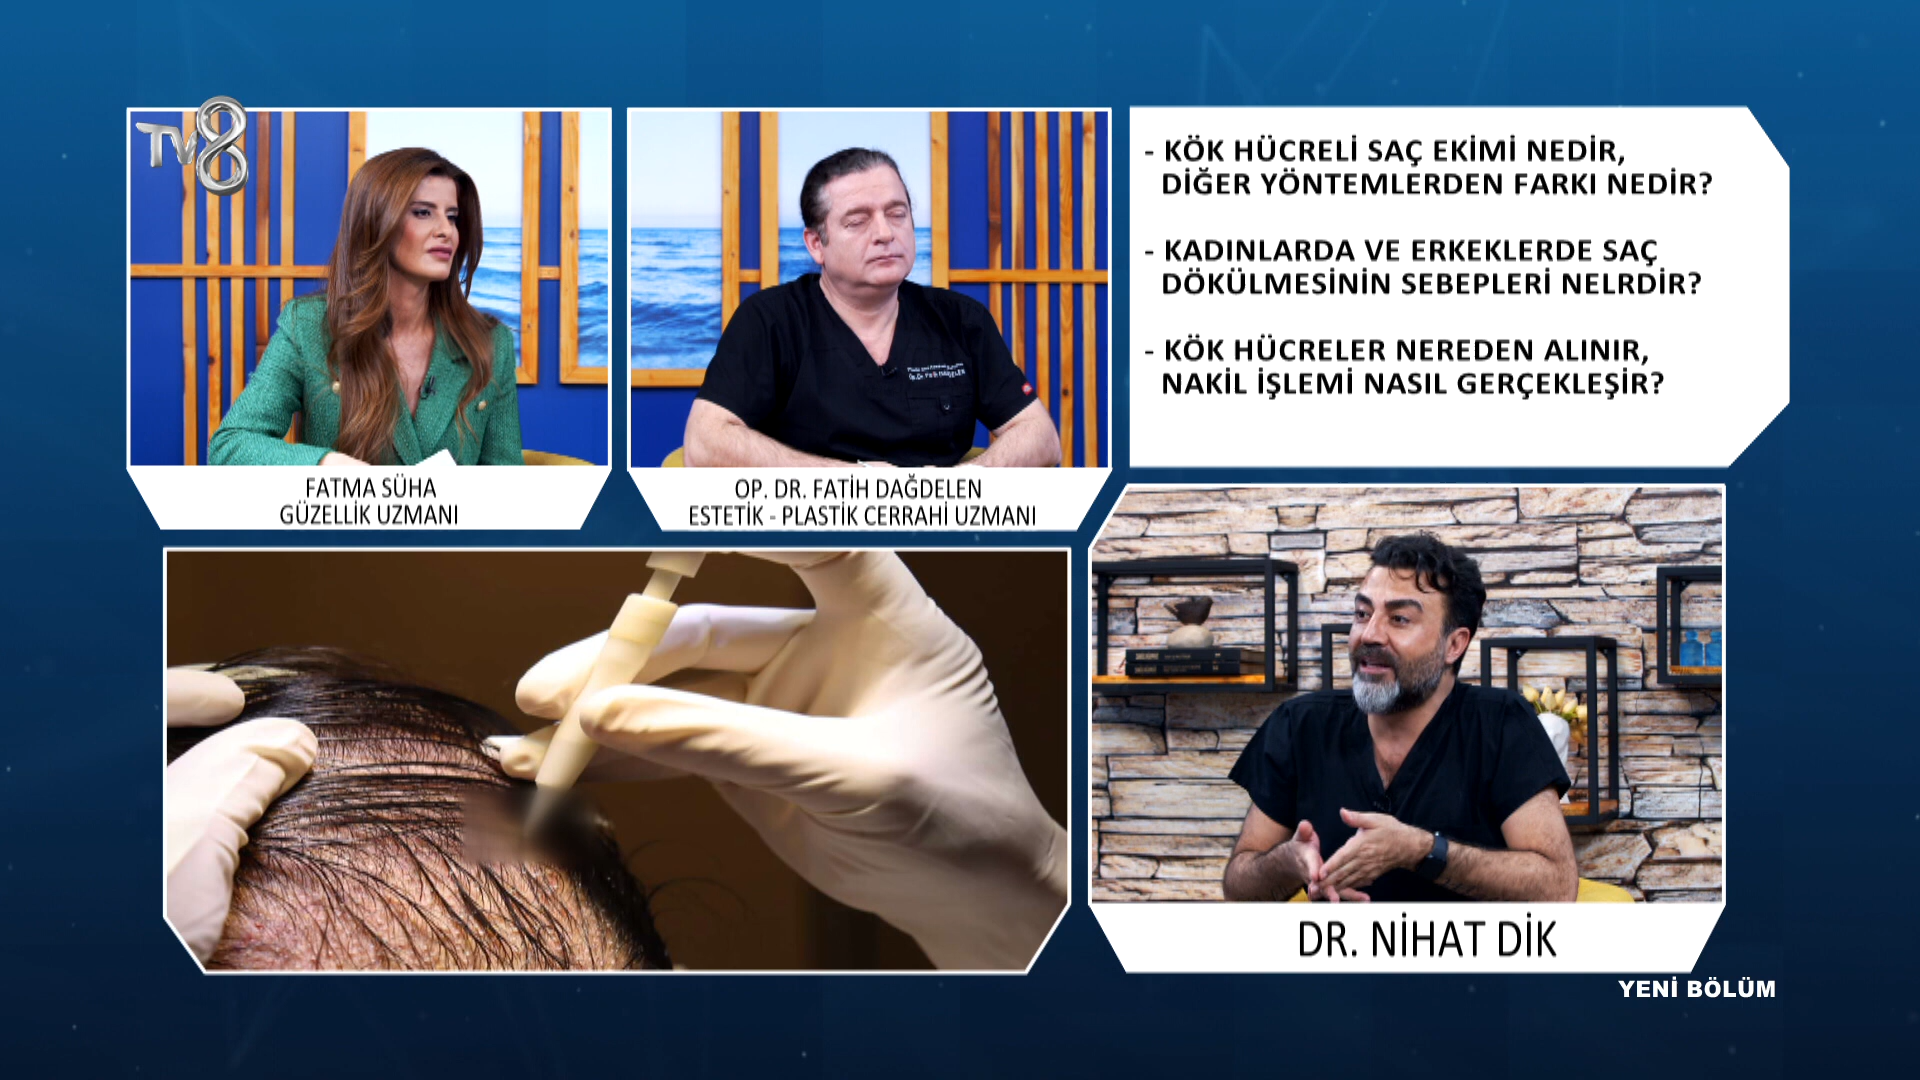 TV8
- KÖK HÜCRELİ SAÇ EKİMİ NEDİR,
DİĞER YÖNTEMLERDEN FARKI NEDİR?
- KADINLARDA VE ERKEKLERDE SAÇ
DÖKÜLMESİNİN SEBEPLERİ NELRDİR?
- KÖK HÜCRELER NEREDEN ALINIR,
NAKİL İŞLEMİ NASIL GERÇEKLEŞİR?
FATMA SÜHA
GÜZELLİK UZMANI
OP. DR. FATİH DAĞDELEN
ESTETİK - PLASTİK CERRAHİ UZMANI
DR. NİHAT DİK
YENİ BÖLÜM